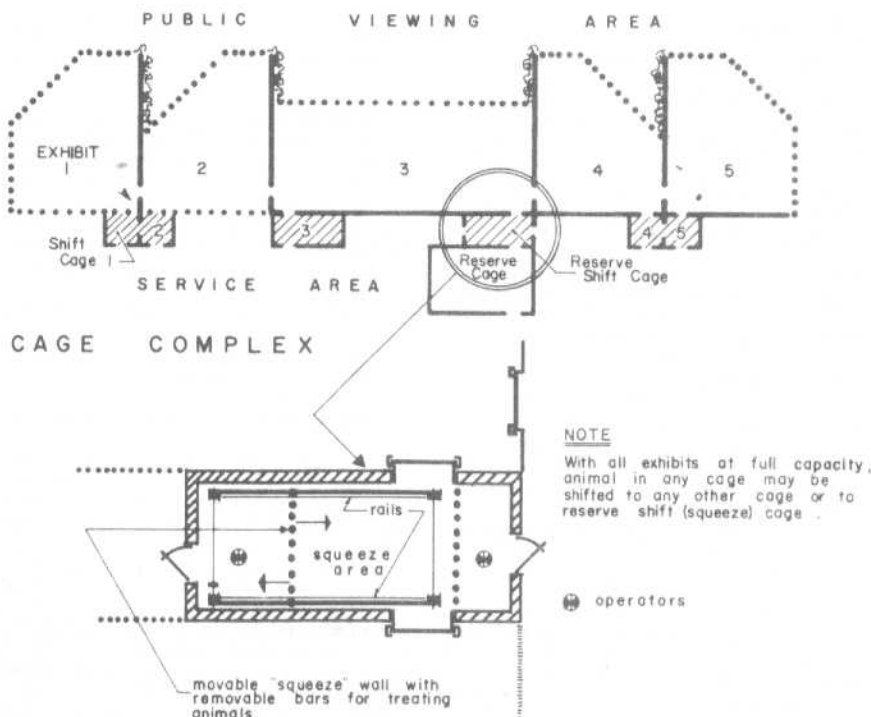 PUBLIC VIEWING AREA
EXHIBIT
1
2
3
4
5
2
3
4
5
Shift
Cage 1
Reserve
Cage
Reserve
Shift Cage
SERVICE AREA
CAGE COMPLEX
NOTE
With all exhibits at full capacity,
animal in any cage may be
shifted to any other cage or to
reserve shift (squeeze) cage .
rails
squeeze
area
operators
movable "squeeze" wall with
removable bars for treating
animals